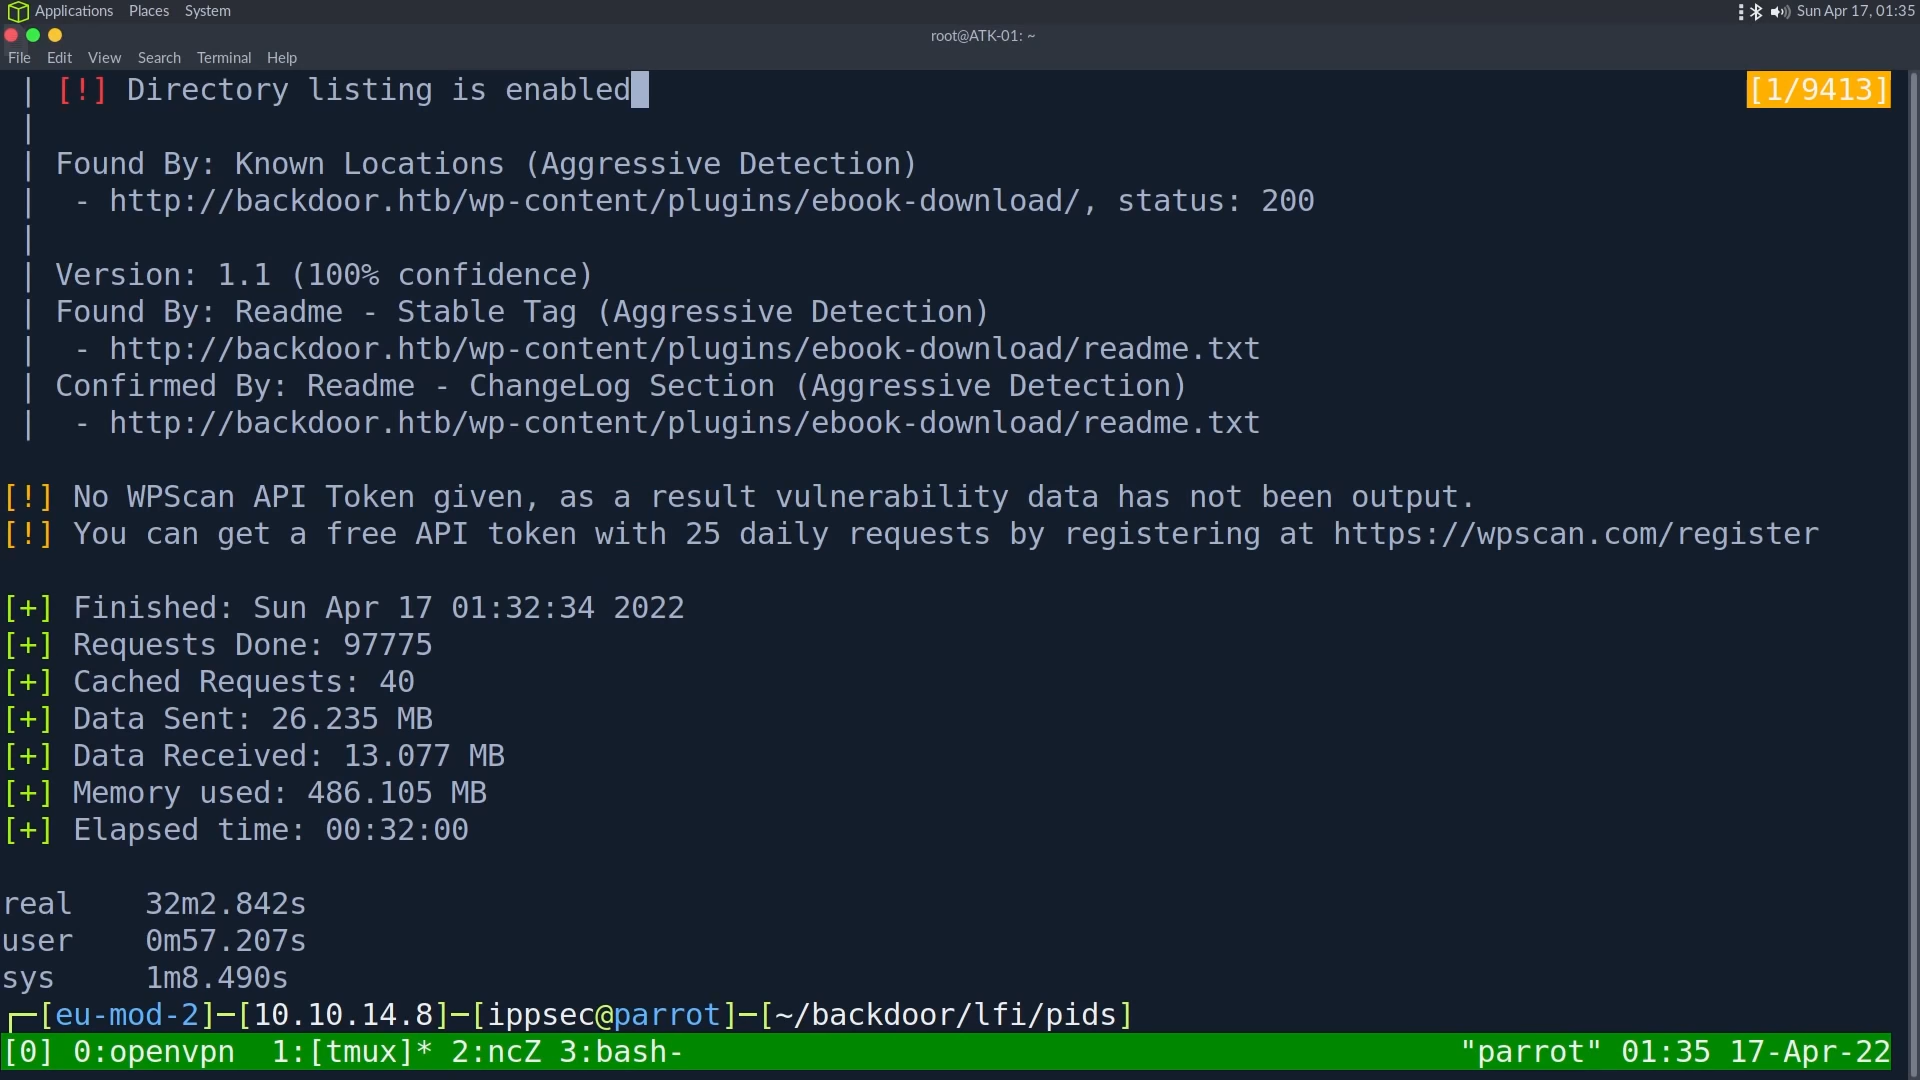 Applications Places System
Sun Apr 17, 01:35
root@ATK-01: ~
File Edit View Search Terminal Help
| [!] Directory listing is enabled [1/9413]
|
| Found By: Known Locations (Aggressive Detection)
|  - http://backdoor.htb/wp-content/plugins/ebook-download/, status: 200
|
| Version: 1.1 (100% confidence)
| Found By: Readme - Stable Tag (Aggressive Detection)
|  - http://backdoor.htb/wp-content/plugins/ebook-download/readme.txt
| Confirmed By: Readme - ChangeLog Section (Aggressive Detection)
|  - http://backdoor.htb/wp-content/plugins/ebook-download/readme.txt
[!] No WPScan API Token given, as a result vulnerability data has not been output.
[!] You can get a free API token with 25 daily requests by registering at https://wpscan.com/register
[+] Finished: Sun Apr 17 01:32:34 2022
[+] Requests Done: 97775
[+] Cached Requests: 40
[+] Data Sent: 26.235 MB
[+] Data Received: 13.077 MB
[+] Memory used: 486.105 MB
[+] Elapsed time: 00:32:00
real    32m2.842s
user    0m57.207s
sys     1m8.490s
┌─[eu-mod-2]─[10.10.14.8]─[ippsec@parrot]─[~/backdoor/lfi/pids]
[0] 0:openvpn  1:[tmux]* 2:ncZ 3:bash- "parrot" 01:35 17-Apr-22